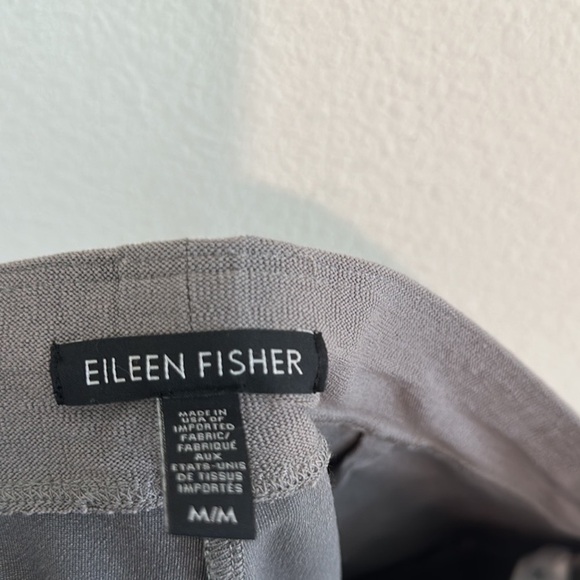 EILEEN FISHER
MADE IN
USA OF
IMPORTED
FABRIC/
FABRIQUÉ
AUX
ETATS-UNIS
DE TISSUS
IMPORTÉS
M/M